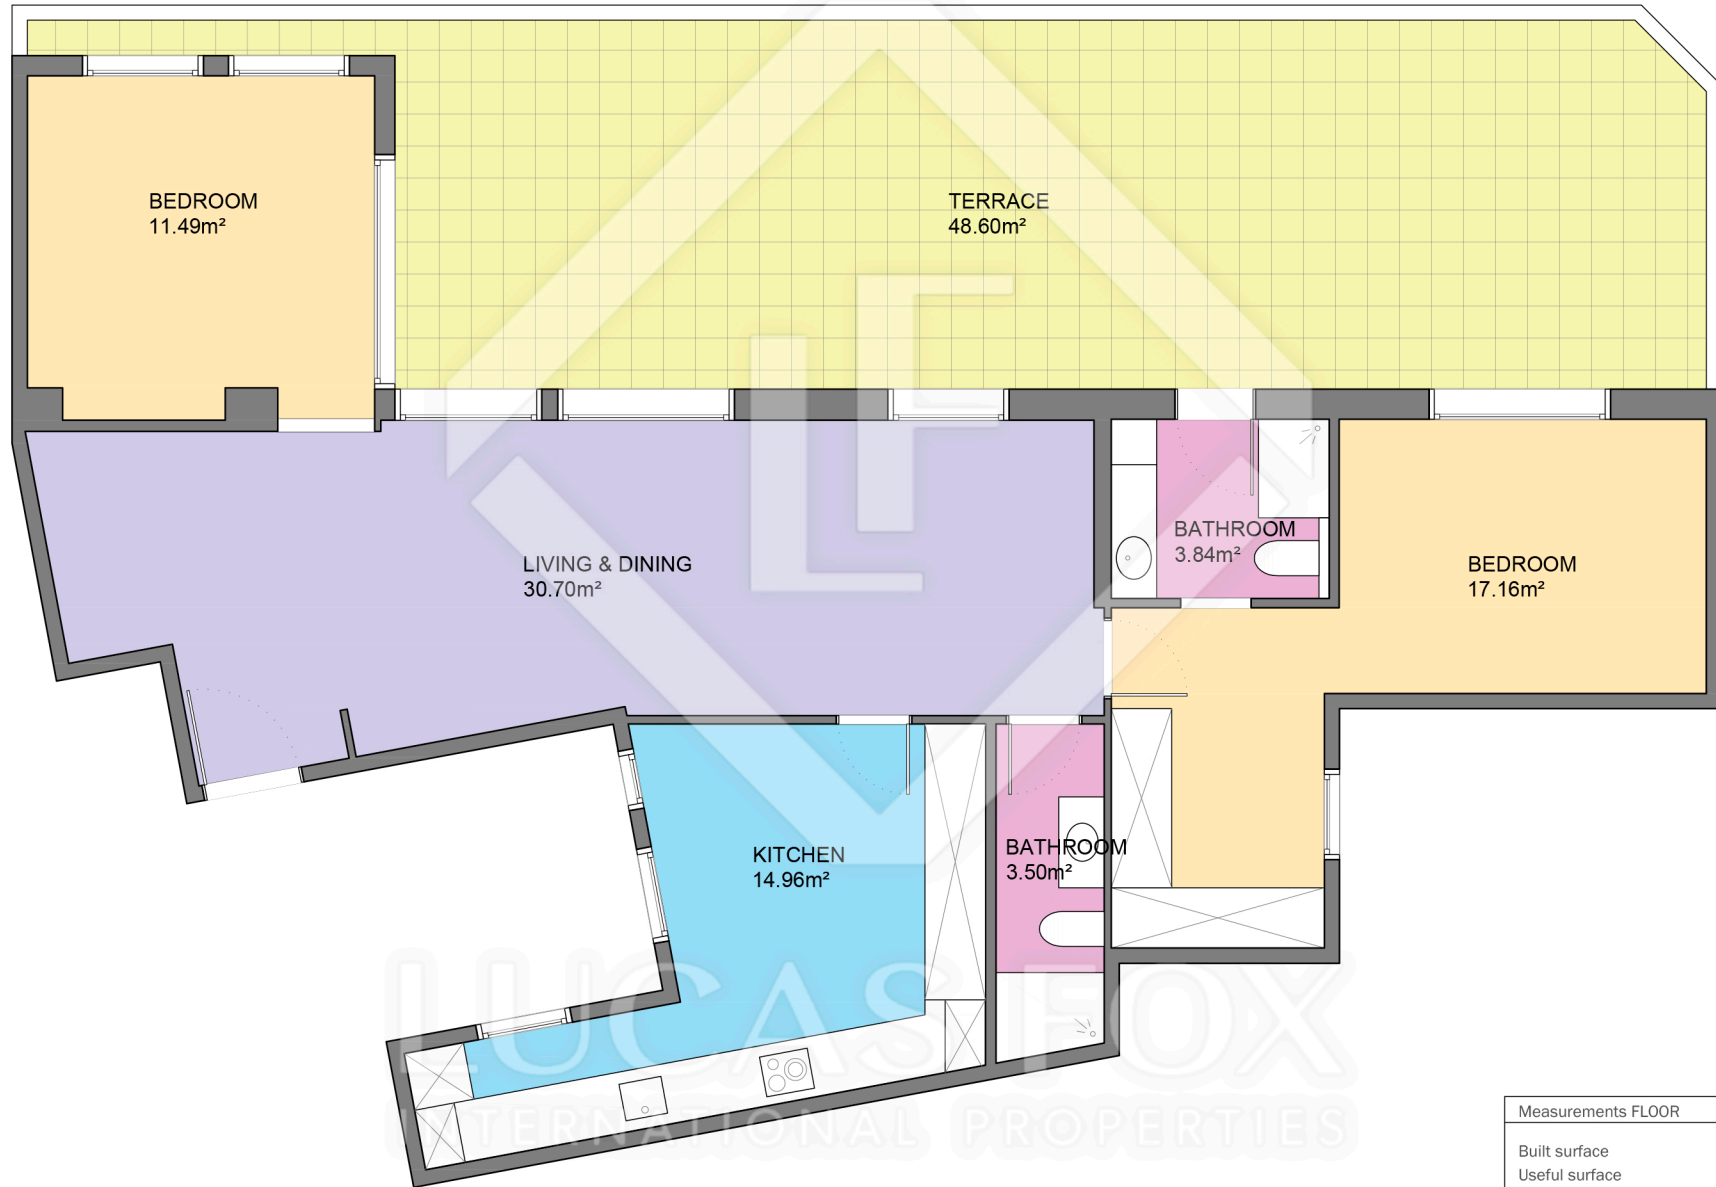 BEDROOM
11.49m²
TERRACE
48.60m²
LIVING & DINING
30.70m²
BATHROOM
3.84m²
BEDROOM
17.16m²
KITCHEN
14.96m²
BATHROOM
3.50m²
LUCAS FOX
INTERNATIONAL PROPERTIES
Measurements FLOOR
Built surface
Useful surface